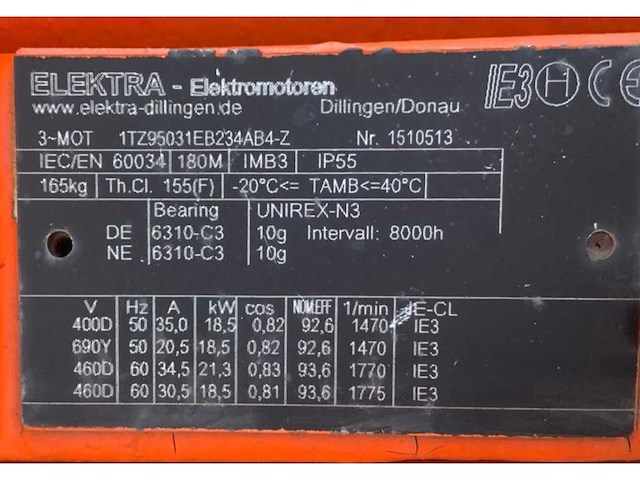 ELEKTRA - Elektromotoren IE3 H CE
www.elektra-dillingen.de Dillingen/Donau
3~MOT 1TZ95031EB234AB4-Z Nr. 1510513
IEC/EN 60034 180M IMB3 IP55
165kg Th.Cl. 155(F) -20°C<= TAMB<=40°C
Bearing UNIREX-N3
DE 6310-C3 10g Intervall: 8000h
NE 6310-C3 10g
V Hz A kW cos NOM.EFF 1/min IE-CL
400D 50 35,0 18,5 0,82 92,6 1470 IE3
690Y 50 20,5 18,5 0,82 92,6 1470 IE3
460D 60 34,5 21,3 0,83 93,6 1770 IE3
460D 60 30,5 18,5 0,81 93,6 1775 IE3